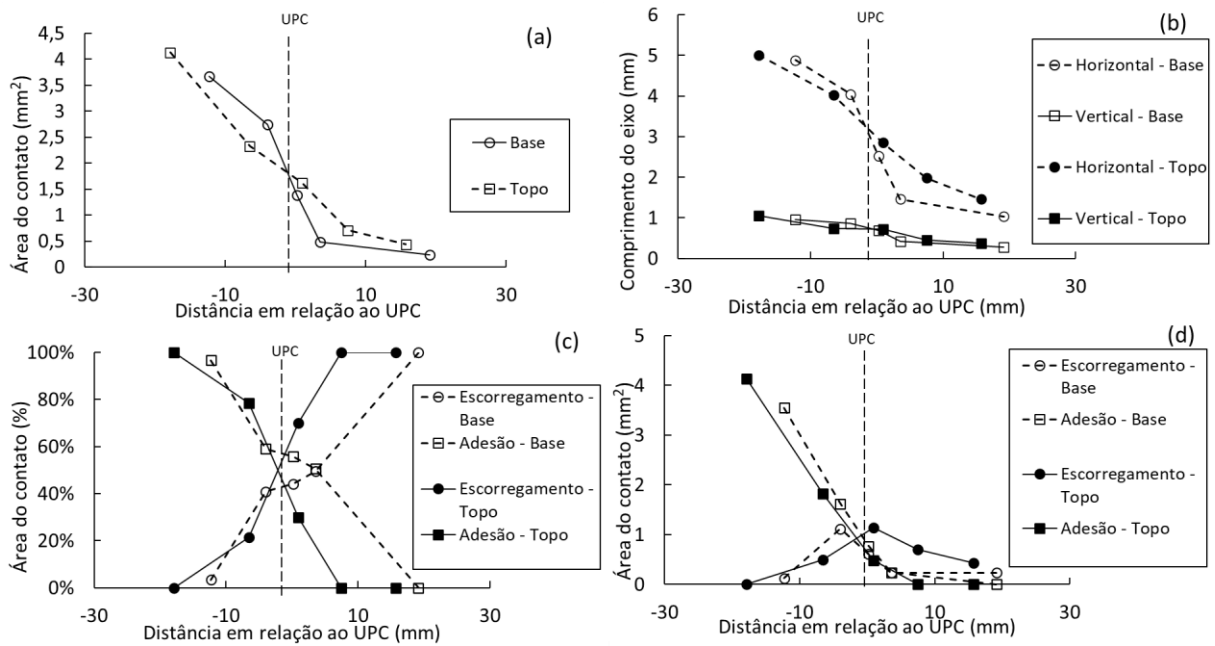 UPC
(a)
Área do contato (mm²)
4,5
4
3,5
3
2,5
2
1,5
1
0,5
0
-30
-10
10
30
Distância em relação ao UPC
Base
Topo
UPC
(b)
Comprimento do eixo (mm)
6
5
4
3
2
1
0
-30
-10
10
30
Distância em relação ao UPC (mm)
Horizontal - Base
Vertical - Base
Horizontal - Topo
Vertical - Topo
UPC
(c)
Área do contato (%)
100%
80%
60%
40%
20%
0%
-30
-10
10
30
Distância em relação ao UPC (mm)
Escorregamento -
Base
Adesão - Base
Escorregamento -
Topo
Adesão - Topo
UPC
(d)
Área do contato (mm²)
5
4
3
2
1
0
-30
-10
10
30
Distância em relação ao UPC (mm)
Escorregamento -
Base
Adesão - Base
Escorregamento -
Topo
Adesão - Topo